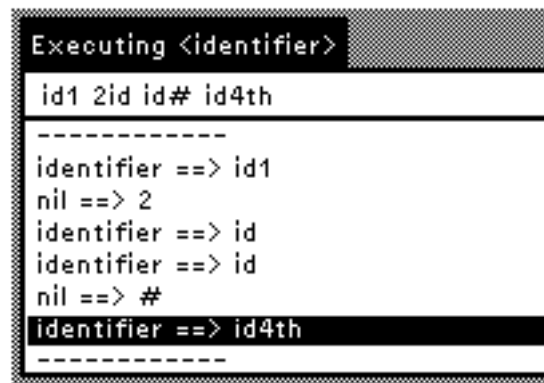 Executing <identifier>
id1 2id id# id4th
------------
identifier ==> id1
nil ==> 2
identifier ==> id
identifier ==> id
nil ==> #
identifier ==> id4th
------------